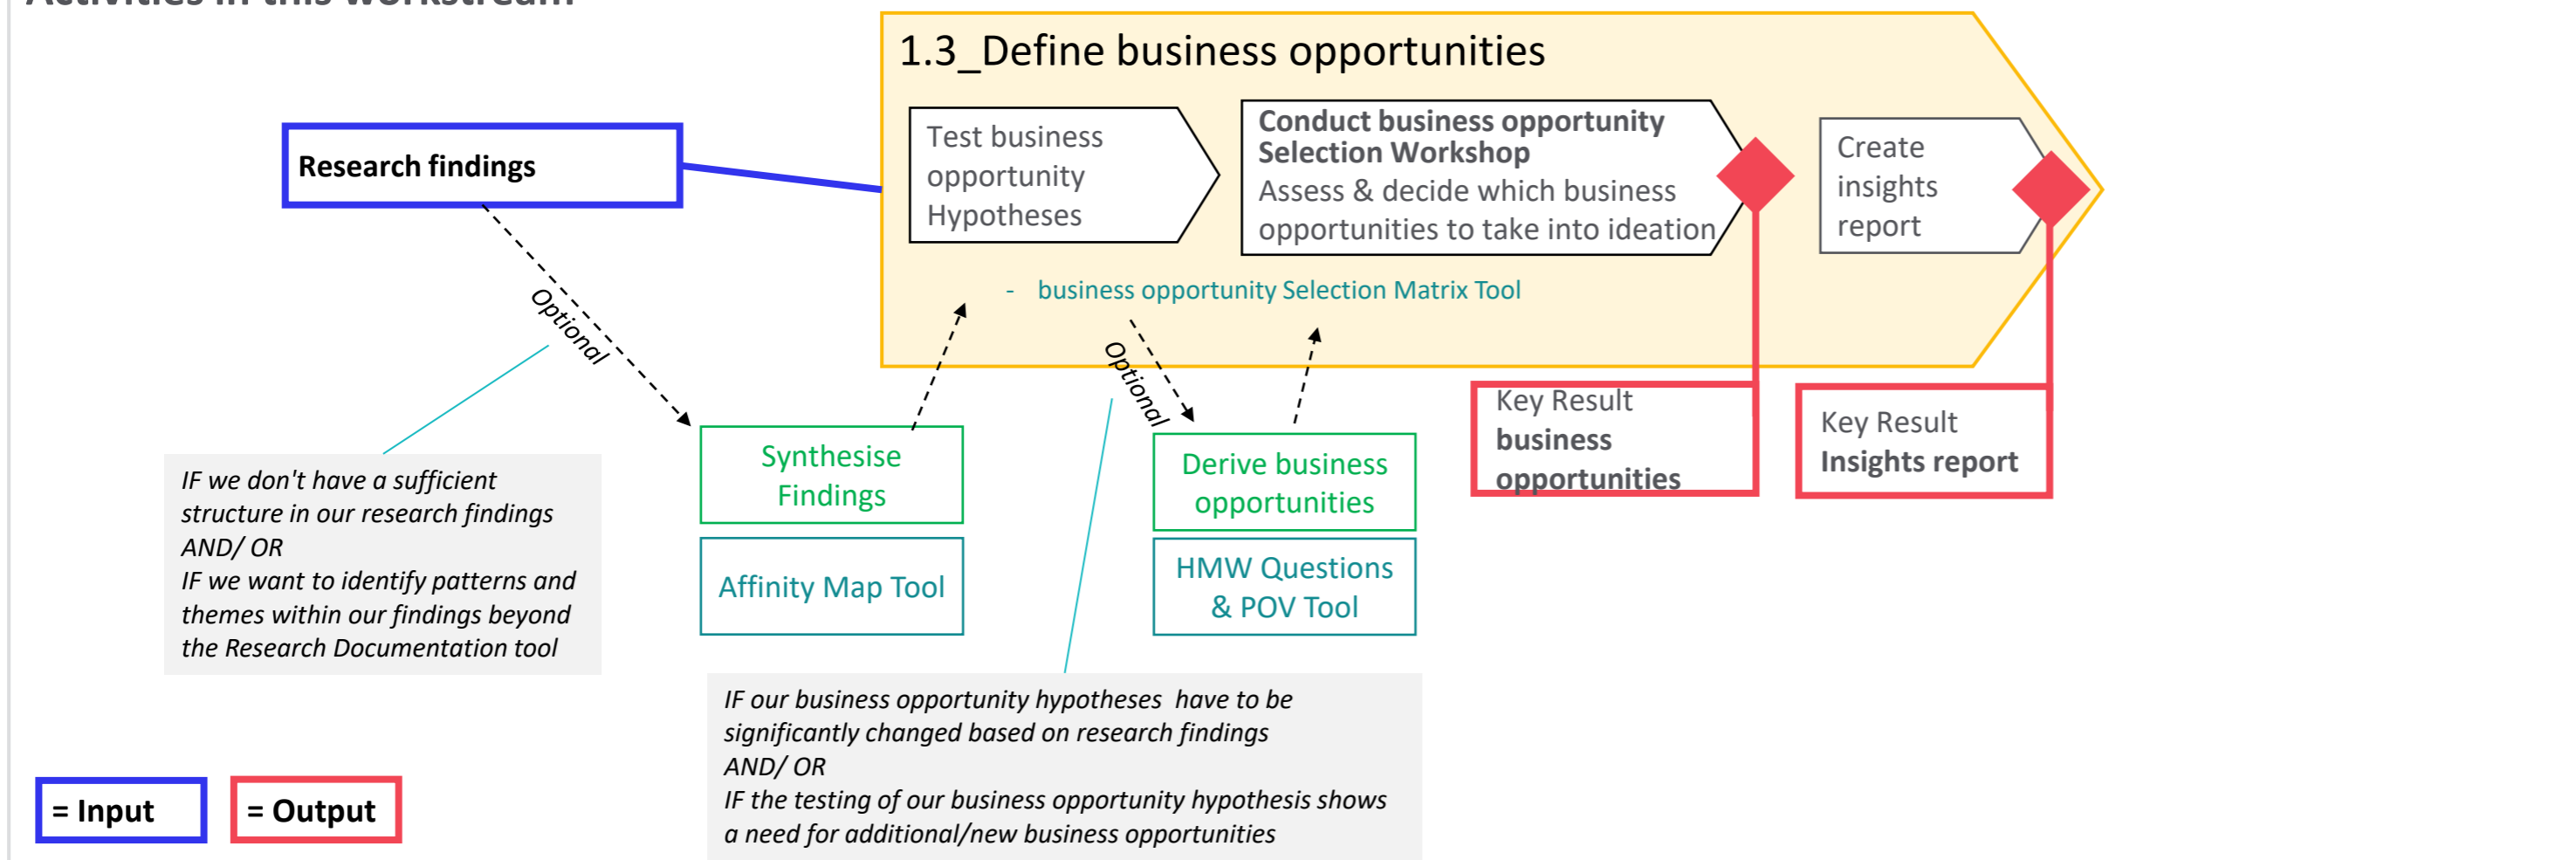 Activities in this workstream
1.3_Define business opportunities
Research findings
Test business
opportunity
Hypotheses
Conduct business opportunity
Selection Workshop
Assess & decide which business
opportunities to take into ideation
Create
insights
report
- business opportunity Selection Matrix Tool
Optional
Optional
Key Result
business
opportunities
Key Result
Insights report
Synthesise
Findings
Affinity Map Tool
Derive business
opportunities
HMW Questions
& POV Tool
IF we don't have a sufficient
structure in our research findings
AND/ OR
IF we want to identify patterns and
themes within our findings beyond
the Research Documentation tool
IF our business opportunity hypotheses  have to be
significantly changed based on research findings
AND/ OR
IF the testing of our business opportunity hypothesis shows
a need for additional/new business opportunities
= Input
= Output